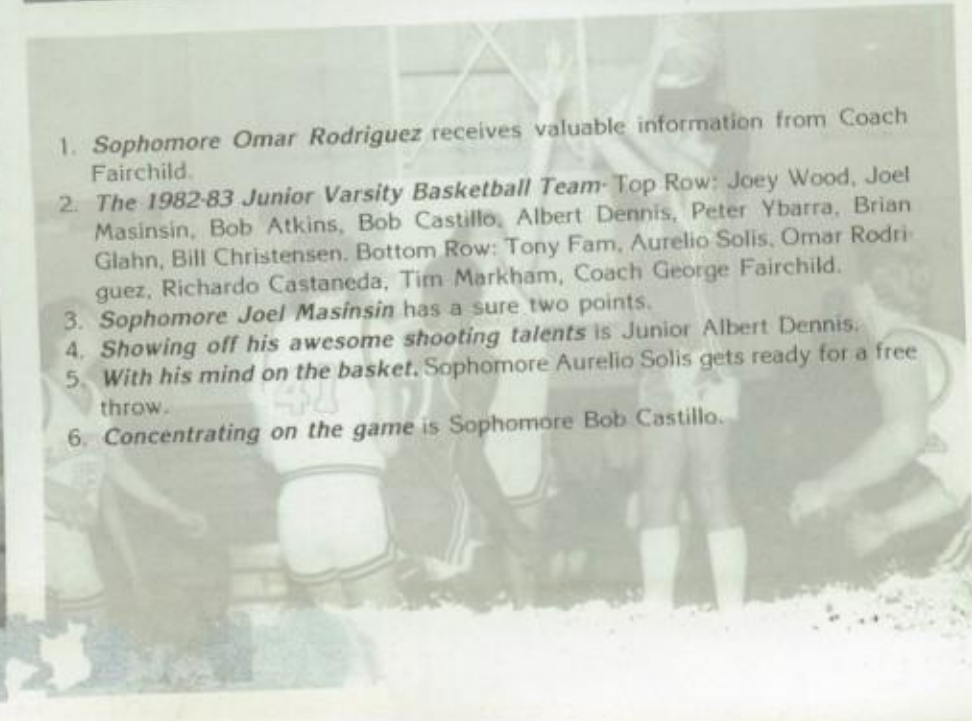 1. Sophomore Omar Rodriguez receives valuable information from Coach
Fairchild.
2. The 1982-83 Junior Varsity Basketball Team- Top Row: Joey Wood, Joel
Masinsin, Bob Atkins, Bob Castillo, Albert Dennis, Peter Ybarra, Brian
Glahn, Bill Christensen. Bottom Row: Tony Fam, Aurelio Solis, Omar Rodri-
guez, Richardo Castaneda, Tim Markham, Coach George Fairchild.
3. Sophomore Joel Masinsin has a sure two points.
4. Showing off his awesome shooting talents is Junior Albert Dennis.
5. With his mind on the basket, Sophomore Aurelio Solis gets ready for a free
throw.
6. Concentrating on the game is Sophomore Bob Castillo.
41